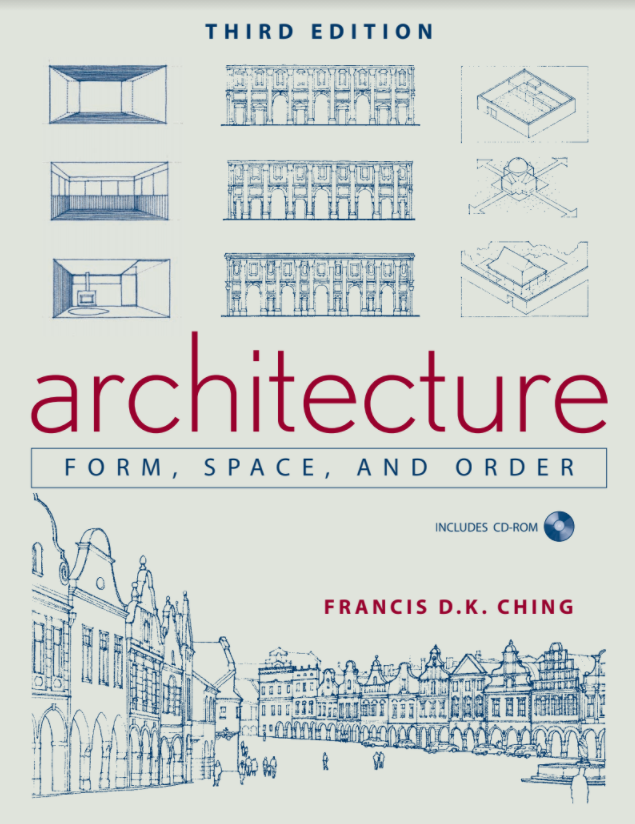 THIRD EDITION
architecture
FORM, SPACE, AND ORDER
INCLUDES CD-ROM
FRANCIS D.K. CHING